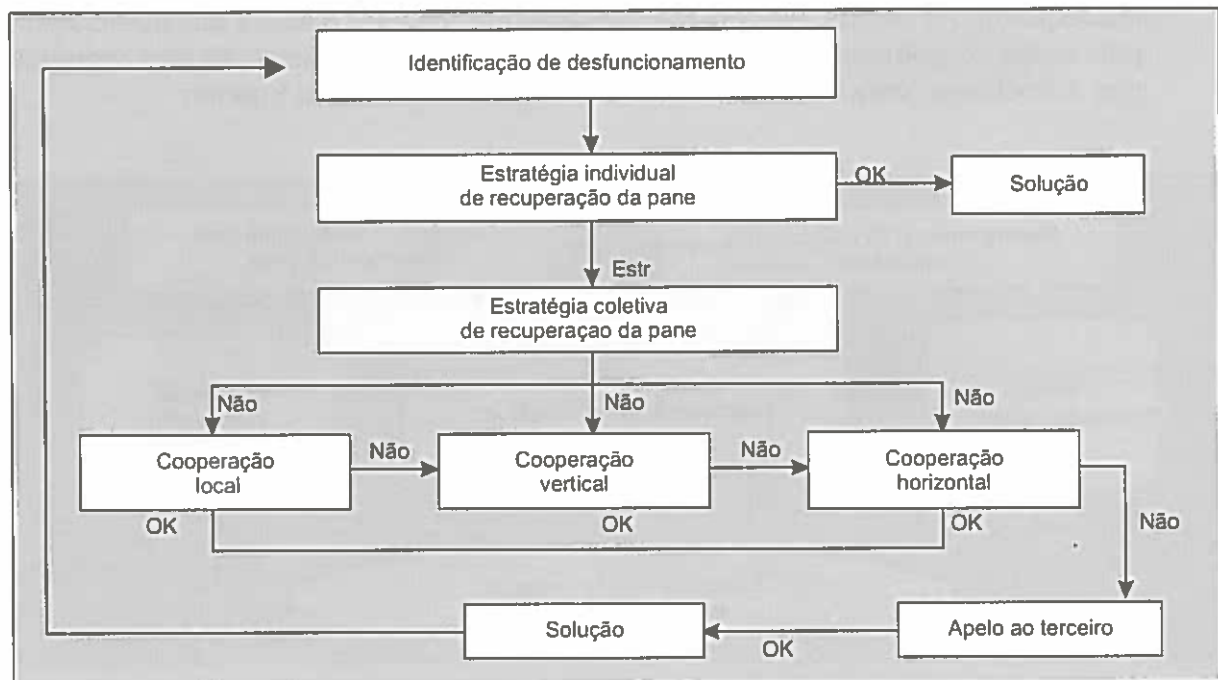 Identificação de desfuncionamento
Estratégia individual
de recuperação da pane
OK
Solução
Estr
Estratégia coletiva
de recuperaçao da pane
Não
Não
Não
Cooperação
local
Não
Cooperação
vertical
Não
Cooperação
horizontal
OK
OK
OK
Não
Solução
OK
Apelo ao terceiro